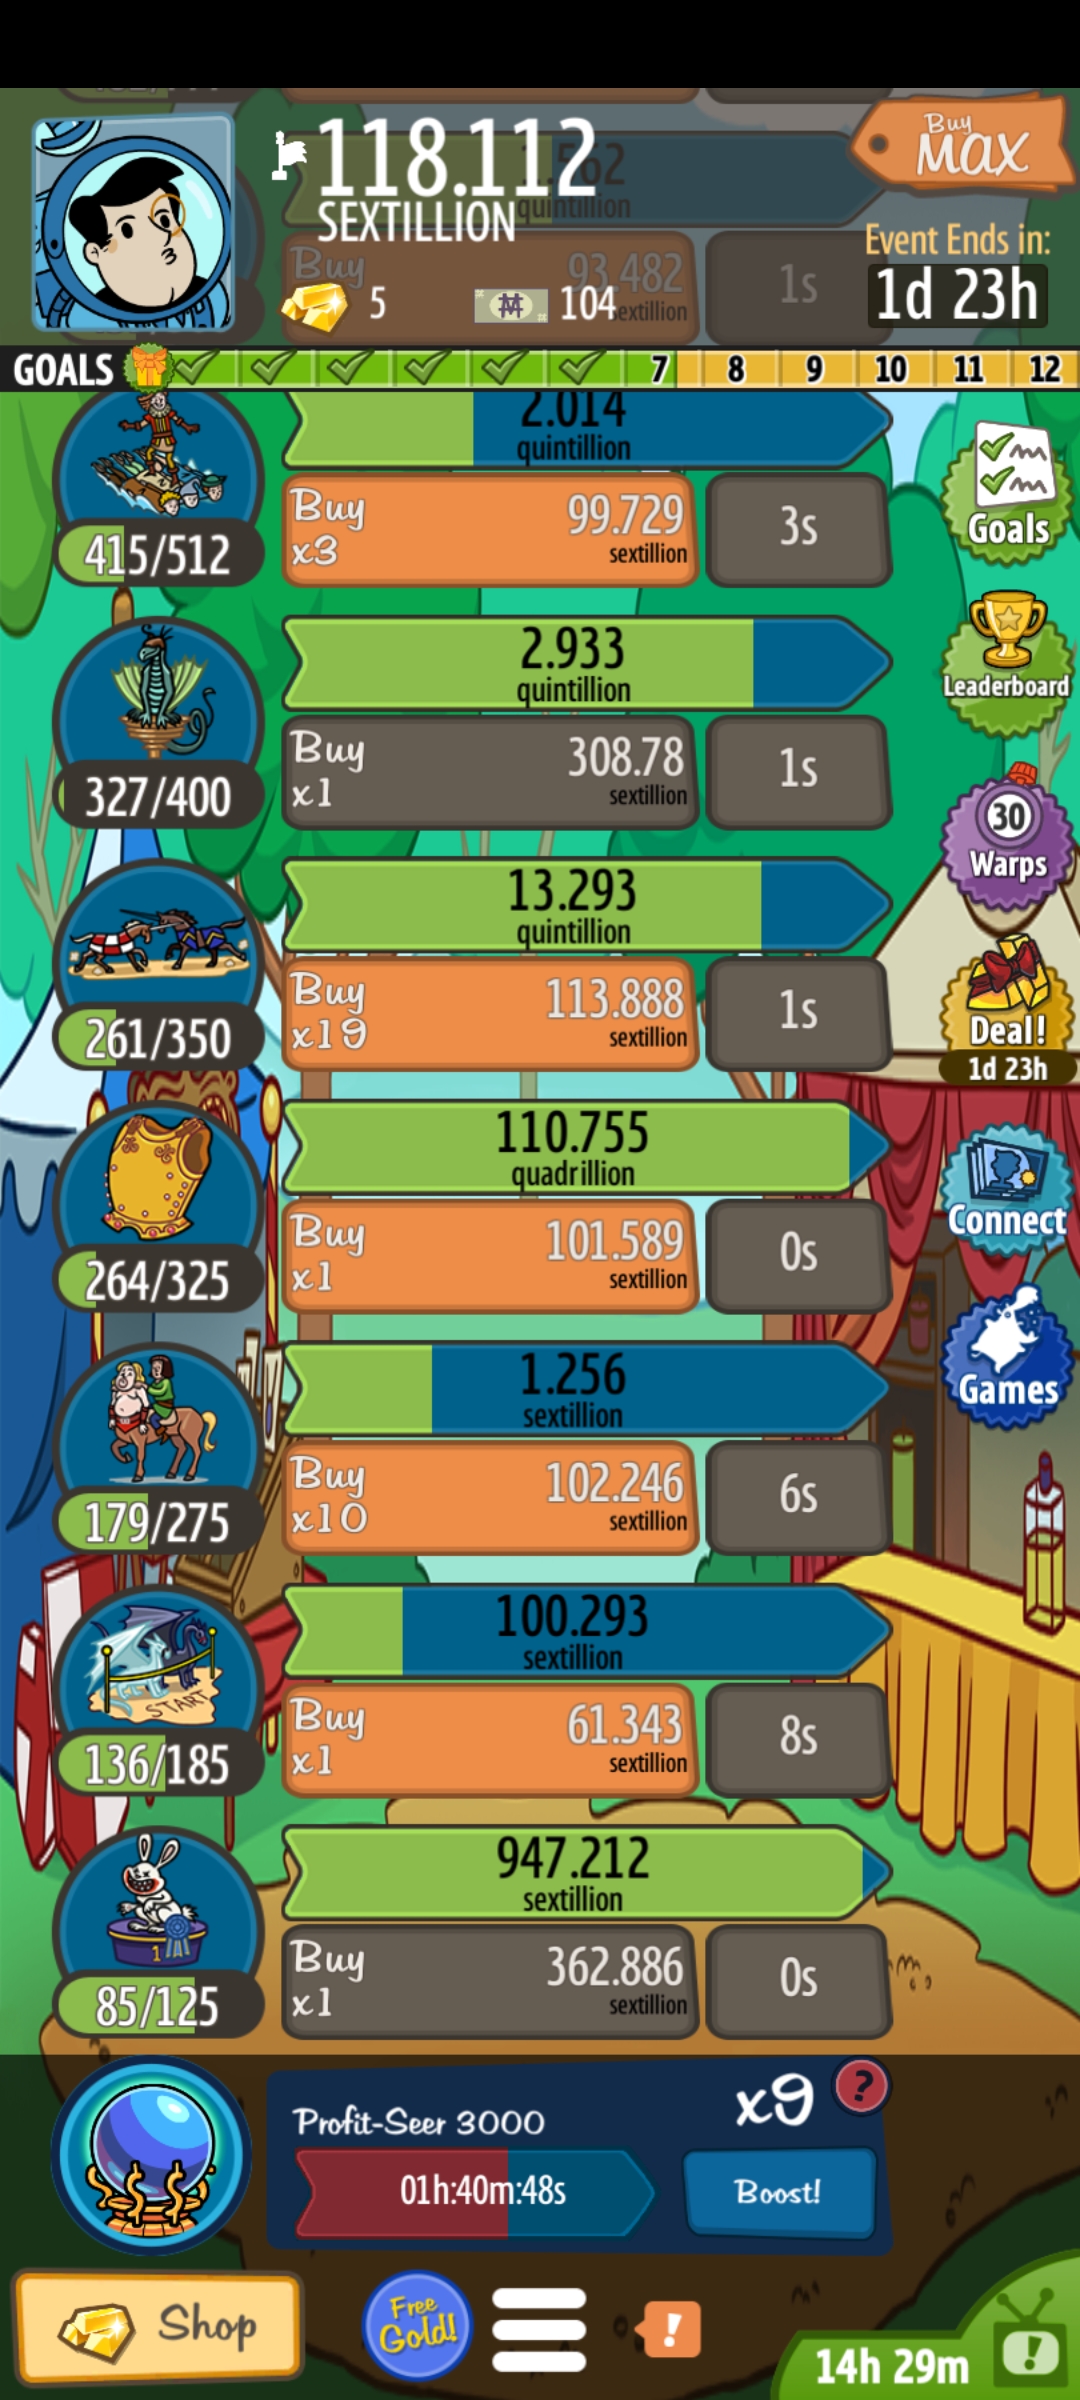 118.112
SEXTILLION
Buy
MAX
1.562
quintillion
Event Ends in:
1d 23h
Buy
93.482
sextillion
1s
5
104
GOALS
7
8
9
10
11
12
2.014
quintillion
Goals
415/512
Buy
x3
99.729
sextillion
3s
Leaderboard
2.933
quintillion
327/400
Buy
x1
308.78
sextillion
1s
30
Warps
13.293
quintillion
261/350
Buy
x19
113.888
sextillion
1s
Deal!
1d 23h
110.755
quadrillion
264/325
Buy
x1
101.589
sextillion
0s
Connect
1.256
sextillion
179/275
Buy
x10
102.246
sextillion
6s
Games
100.293
sextillion
START
136/185
Buy
x1
61.343
sextillion
8s
947.212
sextillion
1
85/125
Buy
x1
362.886
sextillion
0s
Profit-Seer 3000
x9
?
01h:40m:48s
Boost!
Shop
Free
Gold!
!
14h 29m
!